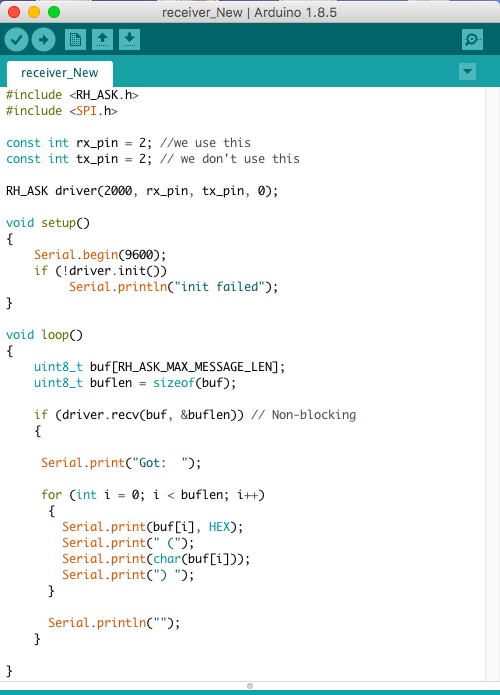 receiver_New | Arduino 1.8.5
receiver_New
#include <RH_ASK.h>
#include <SPI.h>

const int rx_pin = 2; //we use this
const int tx_pin = 2; // we don't use this

RH_ASK driver(2000, rx_pin, tx_pin, 0);

void setup()
{
    Serial.begin(9600);
    if (!driver.init())
         Serial.println("init failed");
}

void loop()
{
    uint8_t buf[RH_ASK_MAX_MESSAGE_LEN];
    uint8_t buflen = sizeof(buf);

    if (driver.recv(buf, &buflen)) // Non-blocking
    {

     Serial.print("Got:  ");

     for (int i = 0; i < buflen; i++)
      {
        Serial.print(buf[i], HEX);
        Serial.print(" (");
        Serial.print(char(buf[i]));
        Serial.print(") ");
      }

      Serial.println("");
    }

}